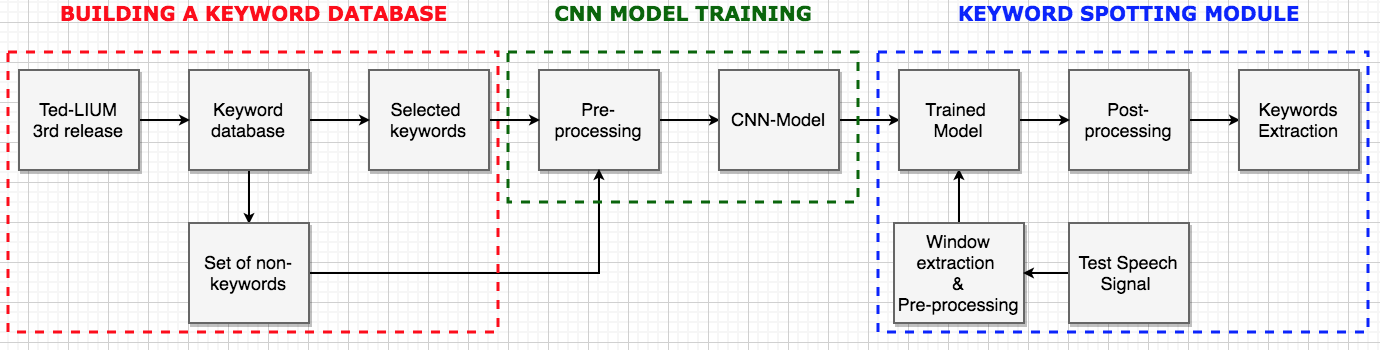 BUILDING A KEYWORD DATABASE
CNN MODEL TRAINING
KEYWORD SPOTTING MODULE
Ted-LIUM
3rd release
Keyword
database
Selected
keywords
Pre-
processing
CNN-Model
Trained
Model
Post-
processing
Keywords
Extraction
Set of non-
keywords
Window
extraction
&
Pre-processing
Test Speech
Signal